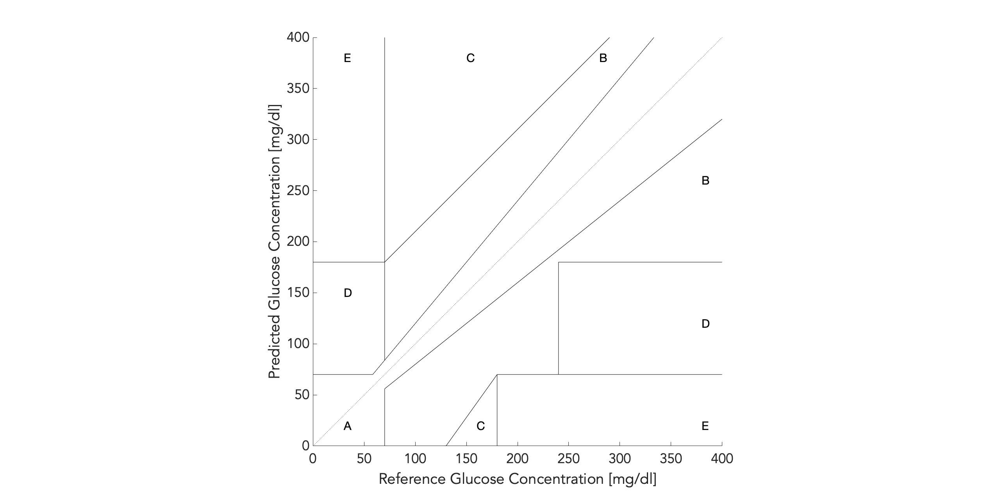 400
350
300
250
200
150
100
50
0
Predicted Glucose Concentration [mg/dl]
E
C
B
B
D
D
A
C
E
0 50 100 150 200 250 300 350 400
Reference Glucose Concentration [mg/dl]